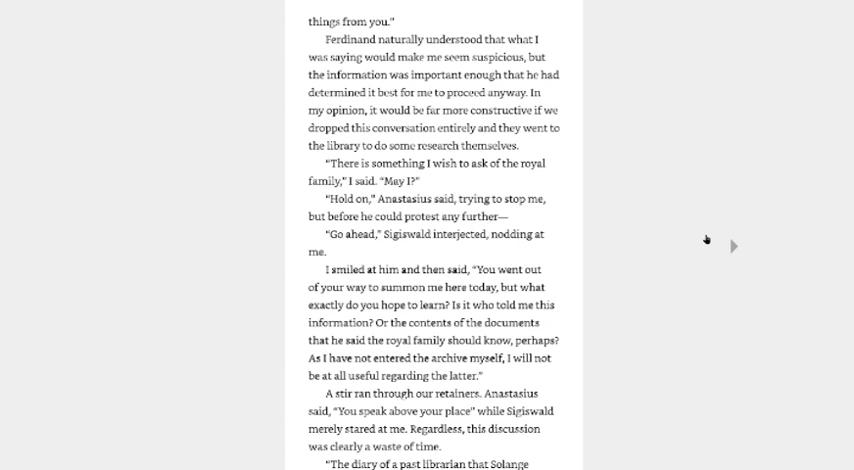 things from you.”
Ferdinand naturally understood that what I
was saying would make me seem suspicious, but
the information was important enough that he had
determined it best for me to proceed anyway. In
my opinion, it would be far more constructive if we
dropped this conversation entirely and they went to
the library to do some research themselves.
“There is something I wish to ask of the royal
family,” I said. “May I?”
“Hold on,” Anastasius said, trying to stop me,
but before he could protest any further—
“Go ahead,” Sigiswald interjected, nodding at
me.
I smiled at him and then said, “You went out
of your way to summon me here today, but what
exactly do you hope to learn? Is it who told me this
information? Or the contents of the documents
that he said the royal family should know, perhaps?
As I have not entered the archive myself, I will not
be at all useful regarding the latter.”
A stir ran through our retainers. Anastasius
said, “You speak above your place” while Sigiswald
merely stared at me. Regardless, this discussion
was clearly a waste of time.
“The diary of a past librarian that Solange